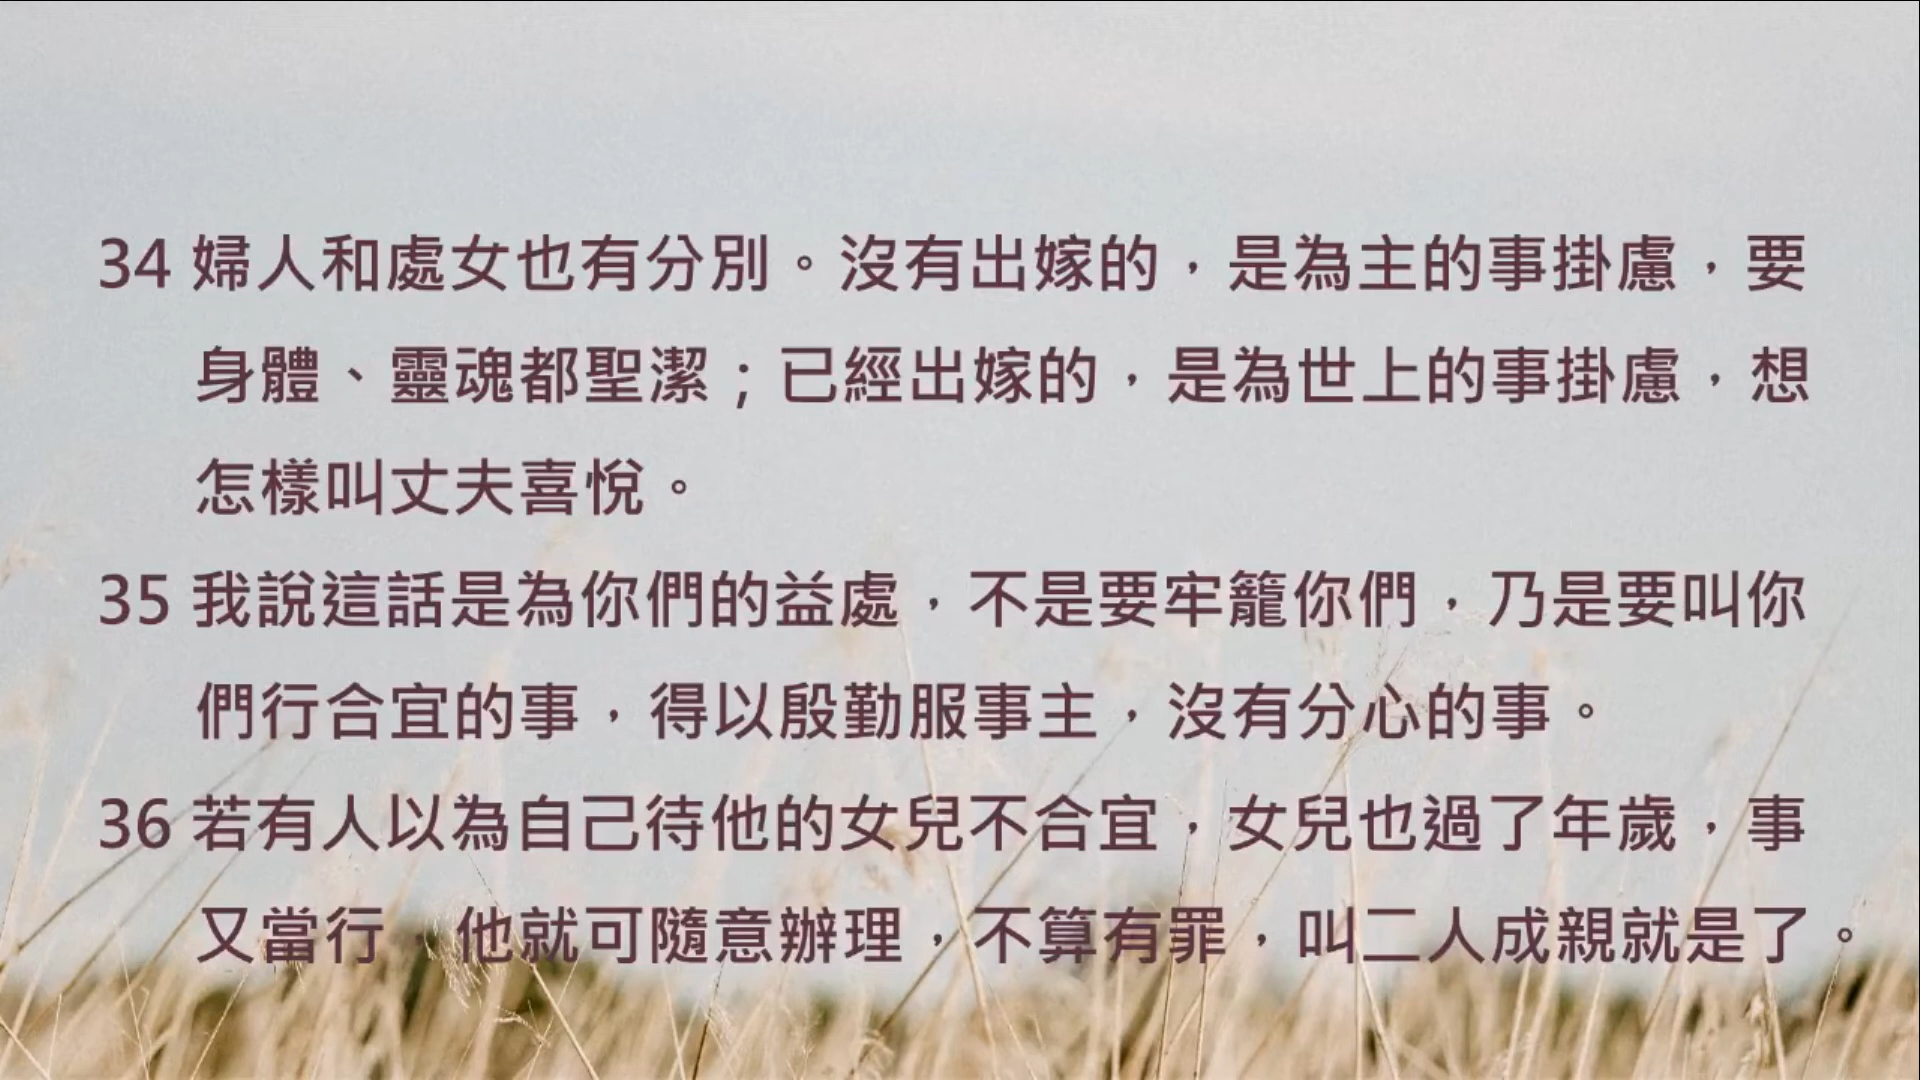 34 婦人和處女也有分別。沒有出嫁的，是為主的事掛慮，要
身體、靈魂都聖潔；已經出嫁的，是為世上的事掛慮，想
怎樣叫丈夫喜悅。
35 我說這話是為你們的益處，不是要牢籠你們，乃是要叫你
們行合宜的事，得以殷勤服事主，沒有分心的事。
36 若有人以為自己待他的女兒不合宜，女兒也過了年歲，事
又當行，他就可隨意辦理，不算有罪，叫二人成親就是了。